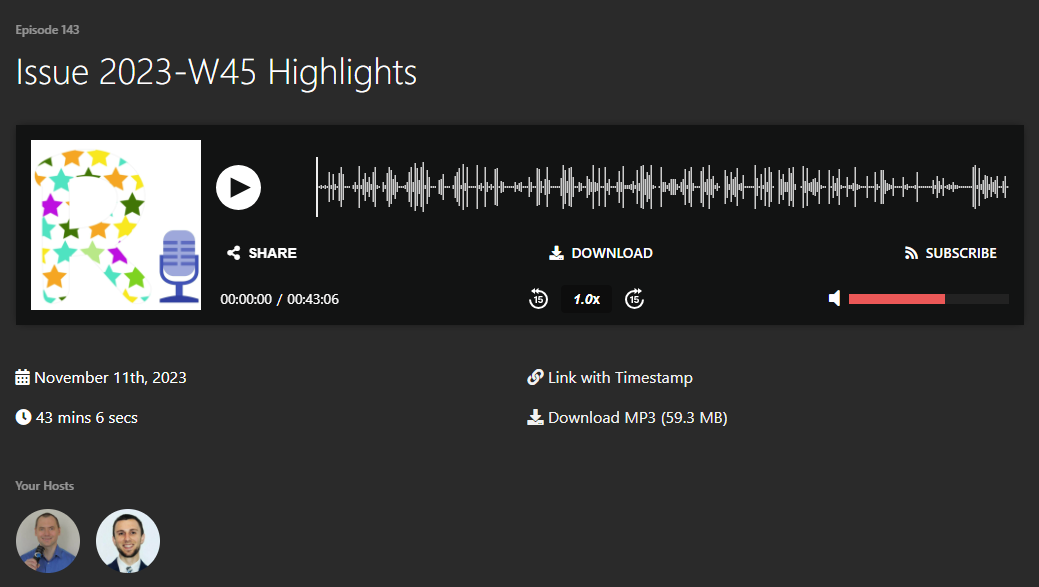 Episode 143
Issue 2023-W45 Highlights
SHARE
DOWNLOAD
SUBSCRIBE
00:00:00 / 00:43:06
15
1.0x
15
November 11th, 2023
Link with Timestamp
43 mins 6 secs
Download MP3 (59.3 MB)
Your Hosts